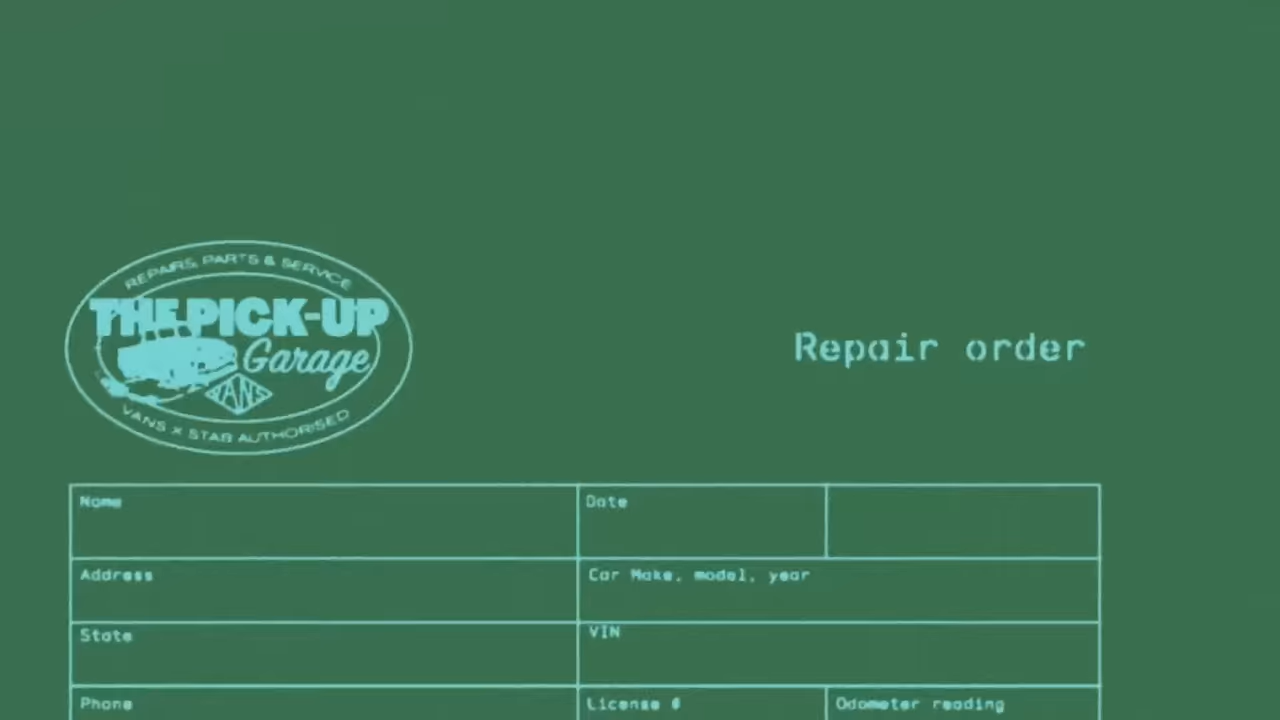 REPAIRS, PARTS & SERVICE
THE PICK-UP
Garage
VANS
VANS x STAB AUTHORISED
Repair order
Name
Date
Address
Car Make, model, year
State
VIN
Phone
License #
Odometer reading